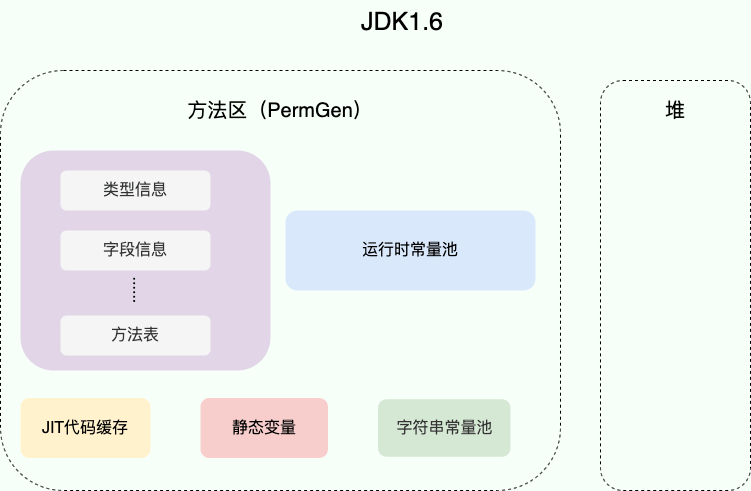 JDK1.6
方法区（PermGen）
堆
类型信息
字段信息
方法表
运行时常量池
JIT代码缓存
静态变量
字符串常量池